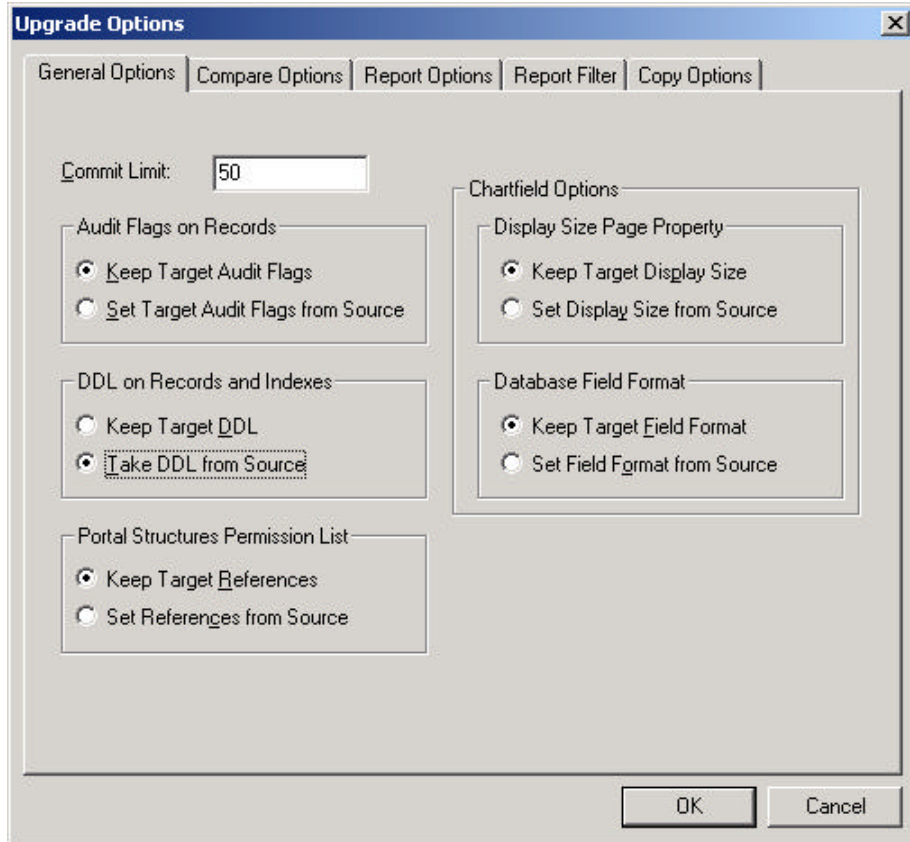 Upgrade Options
General Options
Compare Options
Report Options
Report Filter
Copy Options
Commit Limit:
50
Audit Flags on Records
Keep Target Audit Flags
Set Target Audit Flags from Source
DDL on Records and Indexes
Keep Target DDL
Take DDL from Source
Portal Structures Permission List
Keep Target References
Set References from Source
Chartfield Options
Display Size Page Property
Keep Target Display Size
Set Display Size from Source
Database Field Format
Keep Target Field Format
Set Field Format from Source
OK
Cancel